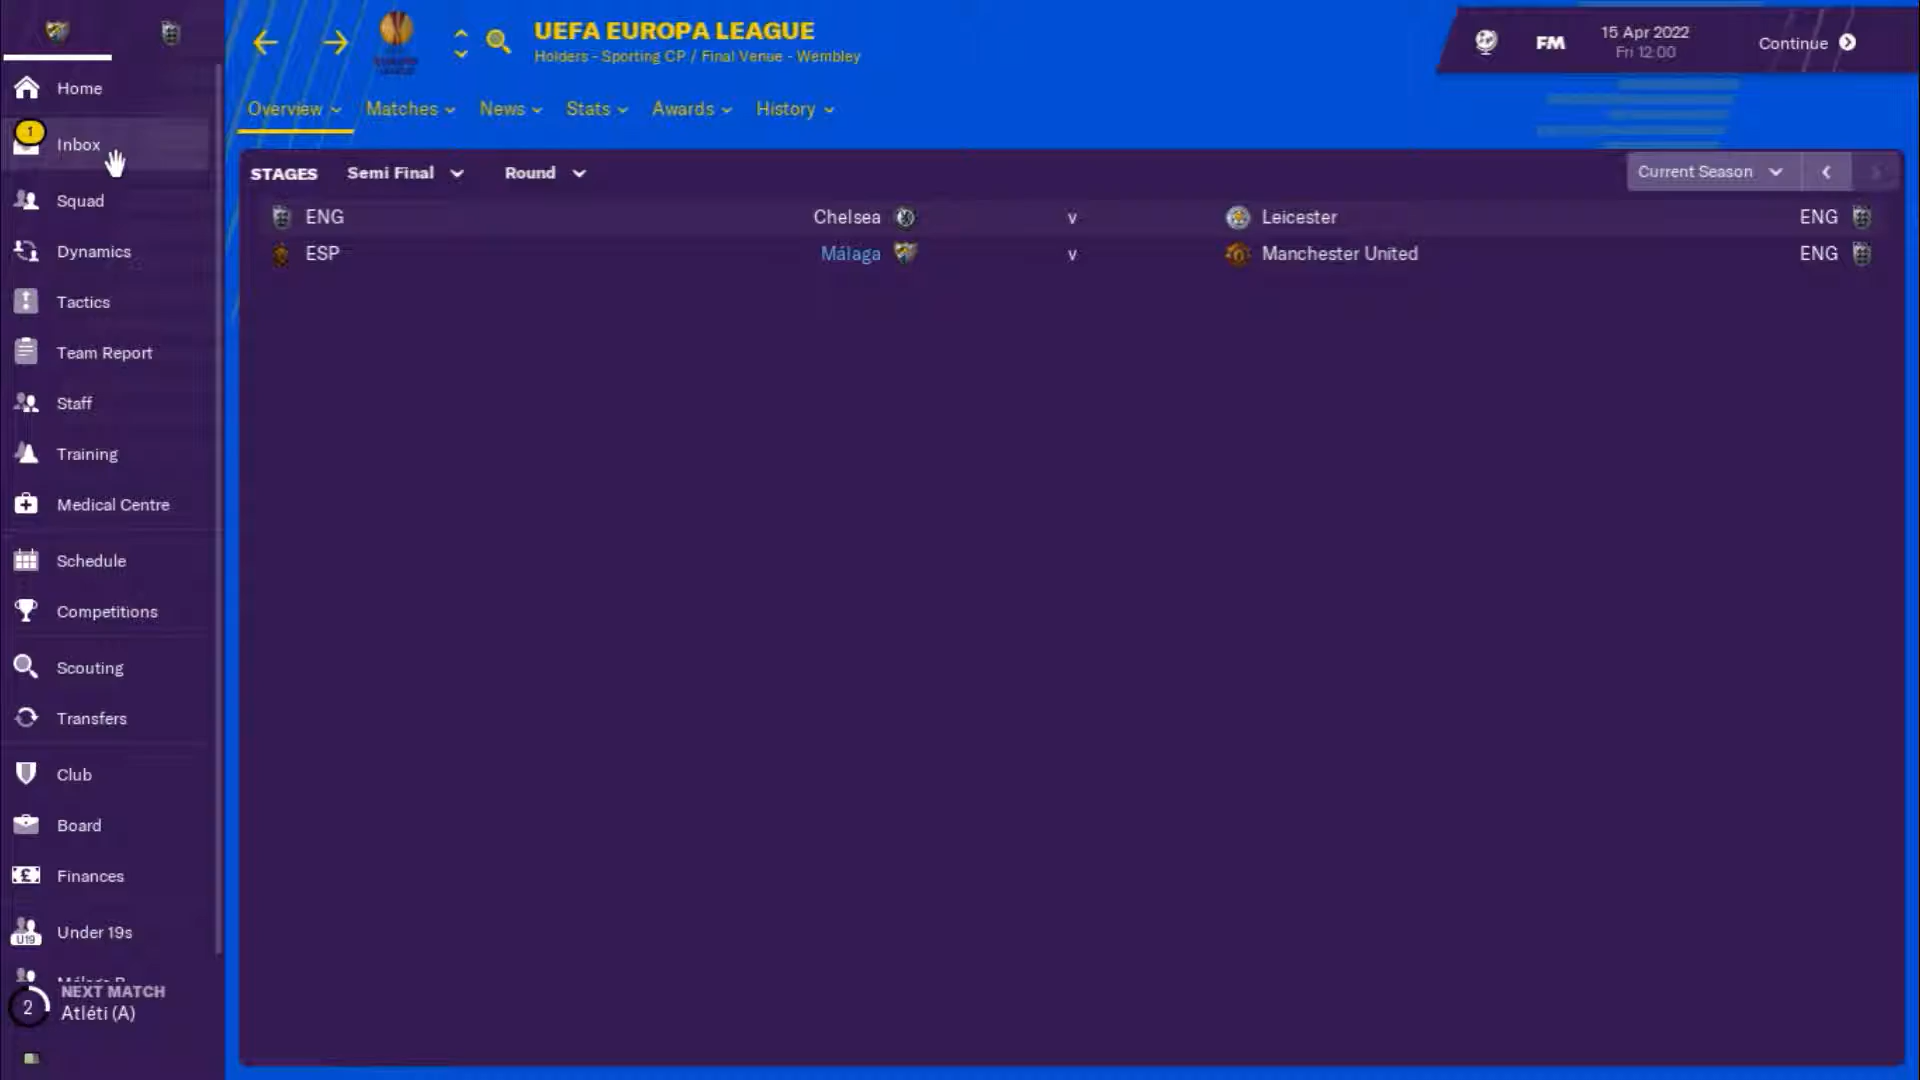 UEFA EUROPA LEAGUE
Holders - Sporting CP / Final Venue - Wembley
FM
15 Apr 2022
Fri 12:00
Continue
Overview
Matches
News
Stats
Awards
History
Home
1
Inbox
Squad
Dynamics
Tactics
Team Report
Staff
Training
Medical Centre
Schedule
Competitions
Scouting
Transfers
Club
Board
Finances
U19
Under 19s
NEXT MATCH
2
Atléti (A)
STAGES Semi Final Round Current Season
ENG Chelsea v Leicester ENG
ESP Málaga v Manchester United ENG